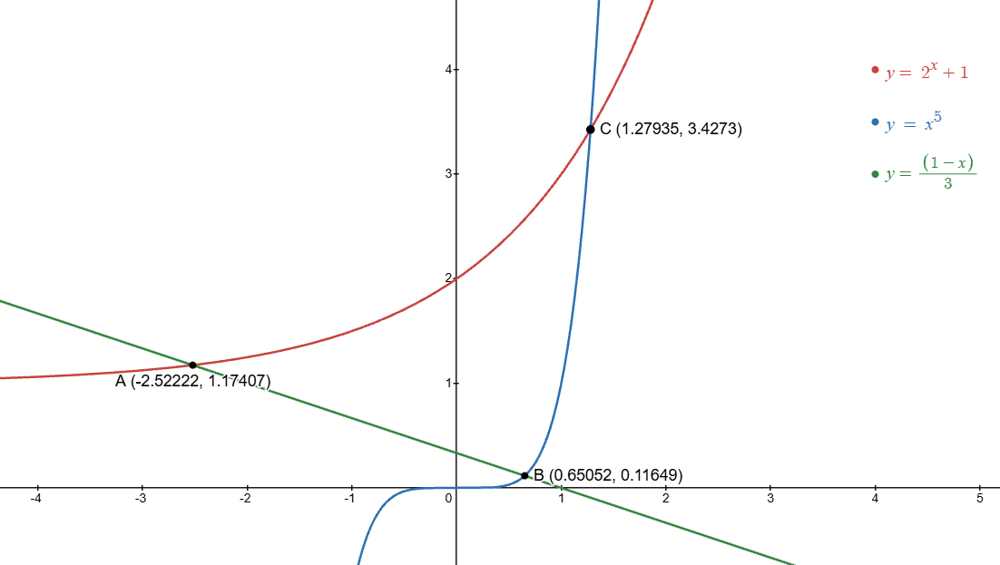 4
y = 2^x + 1
y = x^5
C (1.27935, 3.4273)
3
y = (1 − x) / 3
2
1
A (-2.52222, 1.17407)
B (0.65052, 0.11649)
-4 -3 -2 -1 0 1 2 3 4 5